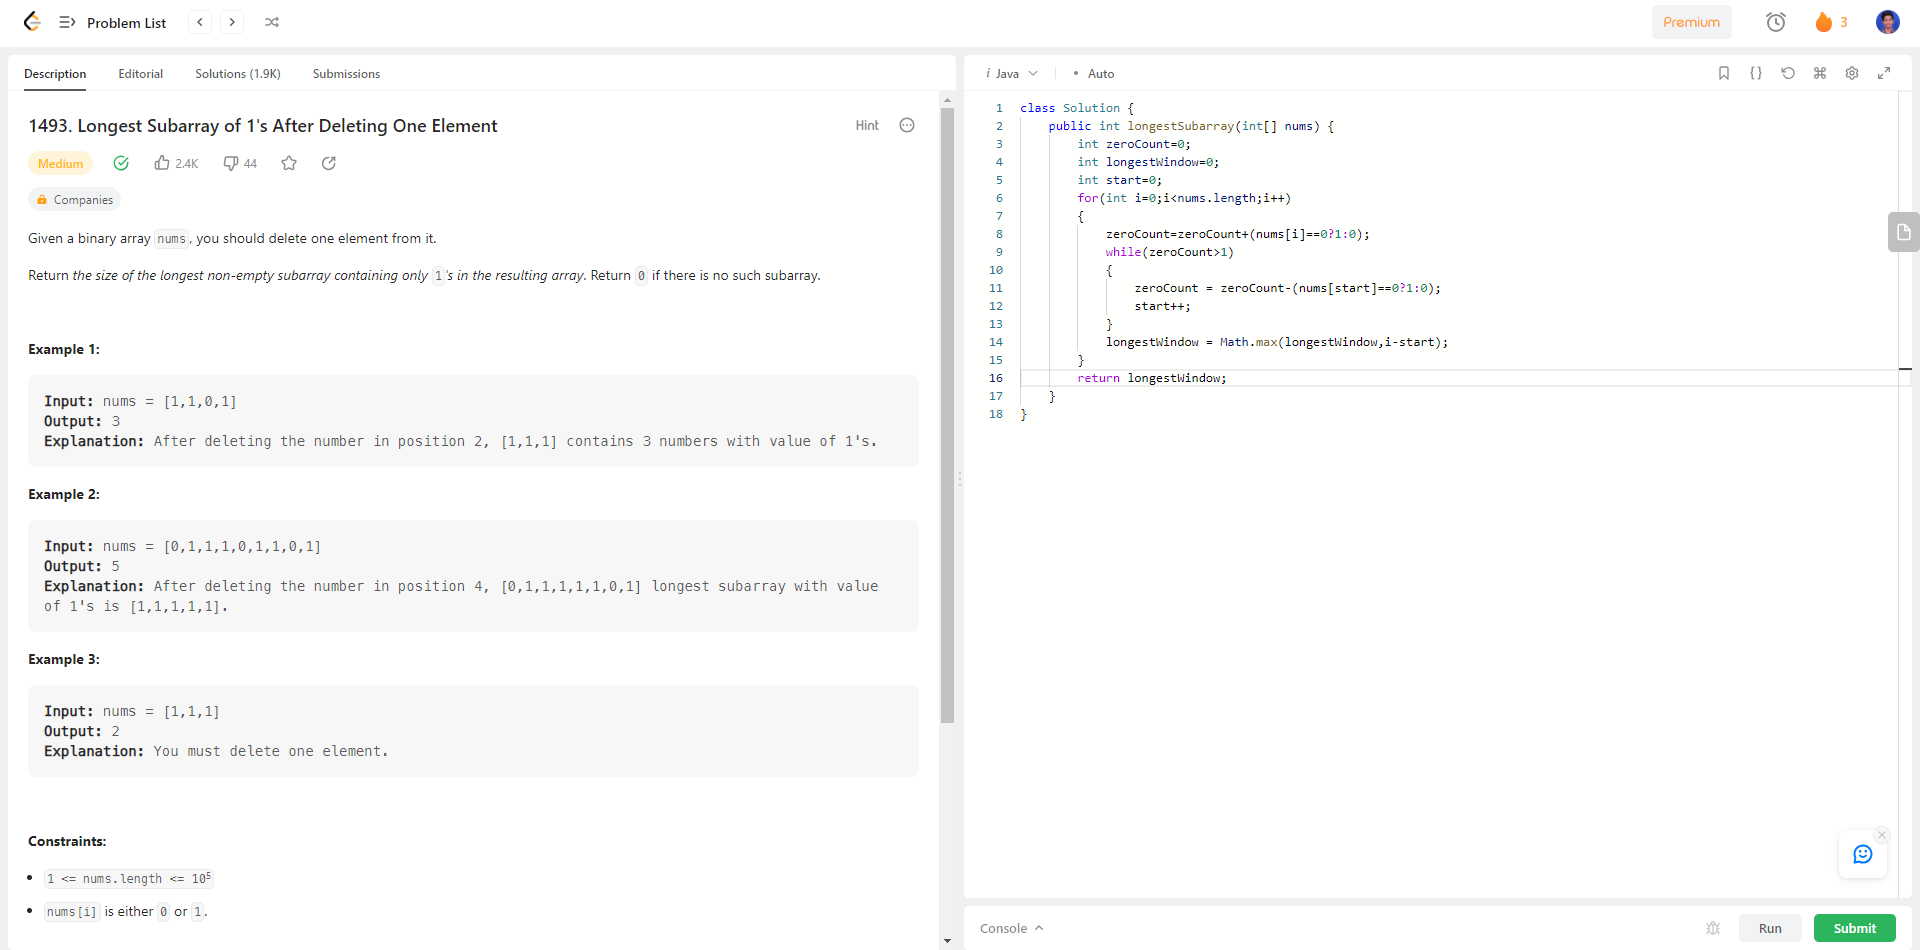 Problem List
Premium
3
Description Editorial Solutions (1.9K) Submissions
1493. Longest Subarray of 1's After Deleting One Element
Hint
Medium 2.4K 44
Companies
Given a binary array nums, you should delete one element from it.
Return the size of the longest non-empty subarray containing only 1's in the resulting array. Return 0 if there is no such subarray.
Example 1:
Input: nums = [1,1,0,1]
Output: 3
Explanation: After deleting the number in position 2, [1,1,1] contains 3 numbers with value of 1's.
Example 2:
Input: nums = [0,1,1,1,0,1,1,0,1]
Output: 5
Explanation: After deleting the number in position 4, [0,1,1,1,1,1,0,1] longest subarray with value
of 1's is [1,1,1,1,1].
Example 3:
Input: nums = [1,1,1]
Output: 2
Explanation: You must delete one element.
Constraints:
• 1 <= nums.length <= 10⁵
• nums[i] is either 0 or 1.
i Java • Auto
1 class Solution {
2 public int longestSubarray(int[] nums) {
3 int zeroCount=0;
4 int longestWindow=0;
5 int start=0;
6 for(int i=0;i<nums.length;i++)
7 {
8 zeroCount=zeroCount+(nums[i]==0?1:0);
9 while(zeroCount>1)
10 {
11 zeroCount = zeroCount-(nums[start]==0?1:0);
12 start++;
13 }
14 longestWindow = Math.max(longestWindow,i-start);
15 }
16 return longestWindow;
17 }
18 }
Console
Run
Submit